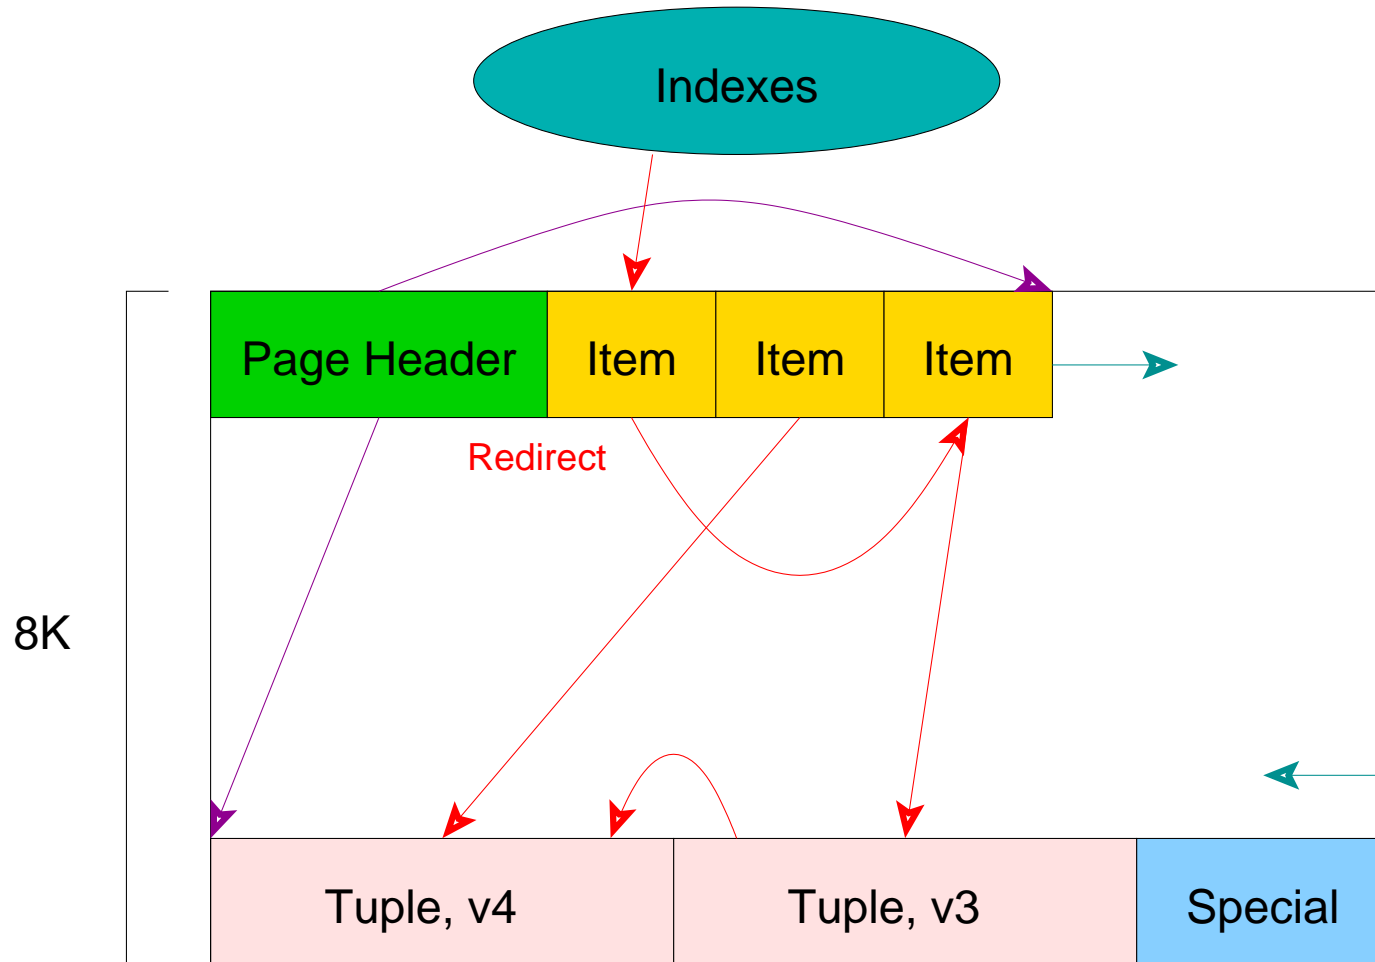 Indexes
Page Header
Item
Item
Item
Redirect
8K
Tuple, v4
Tuple, v3
Special